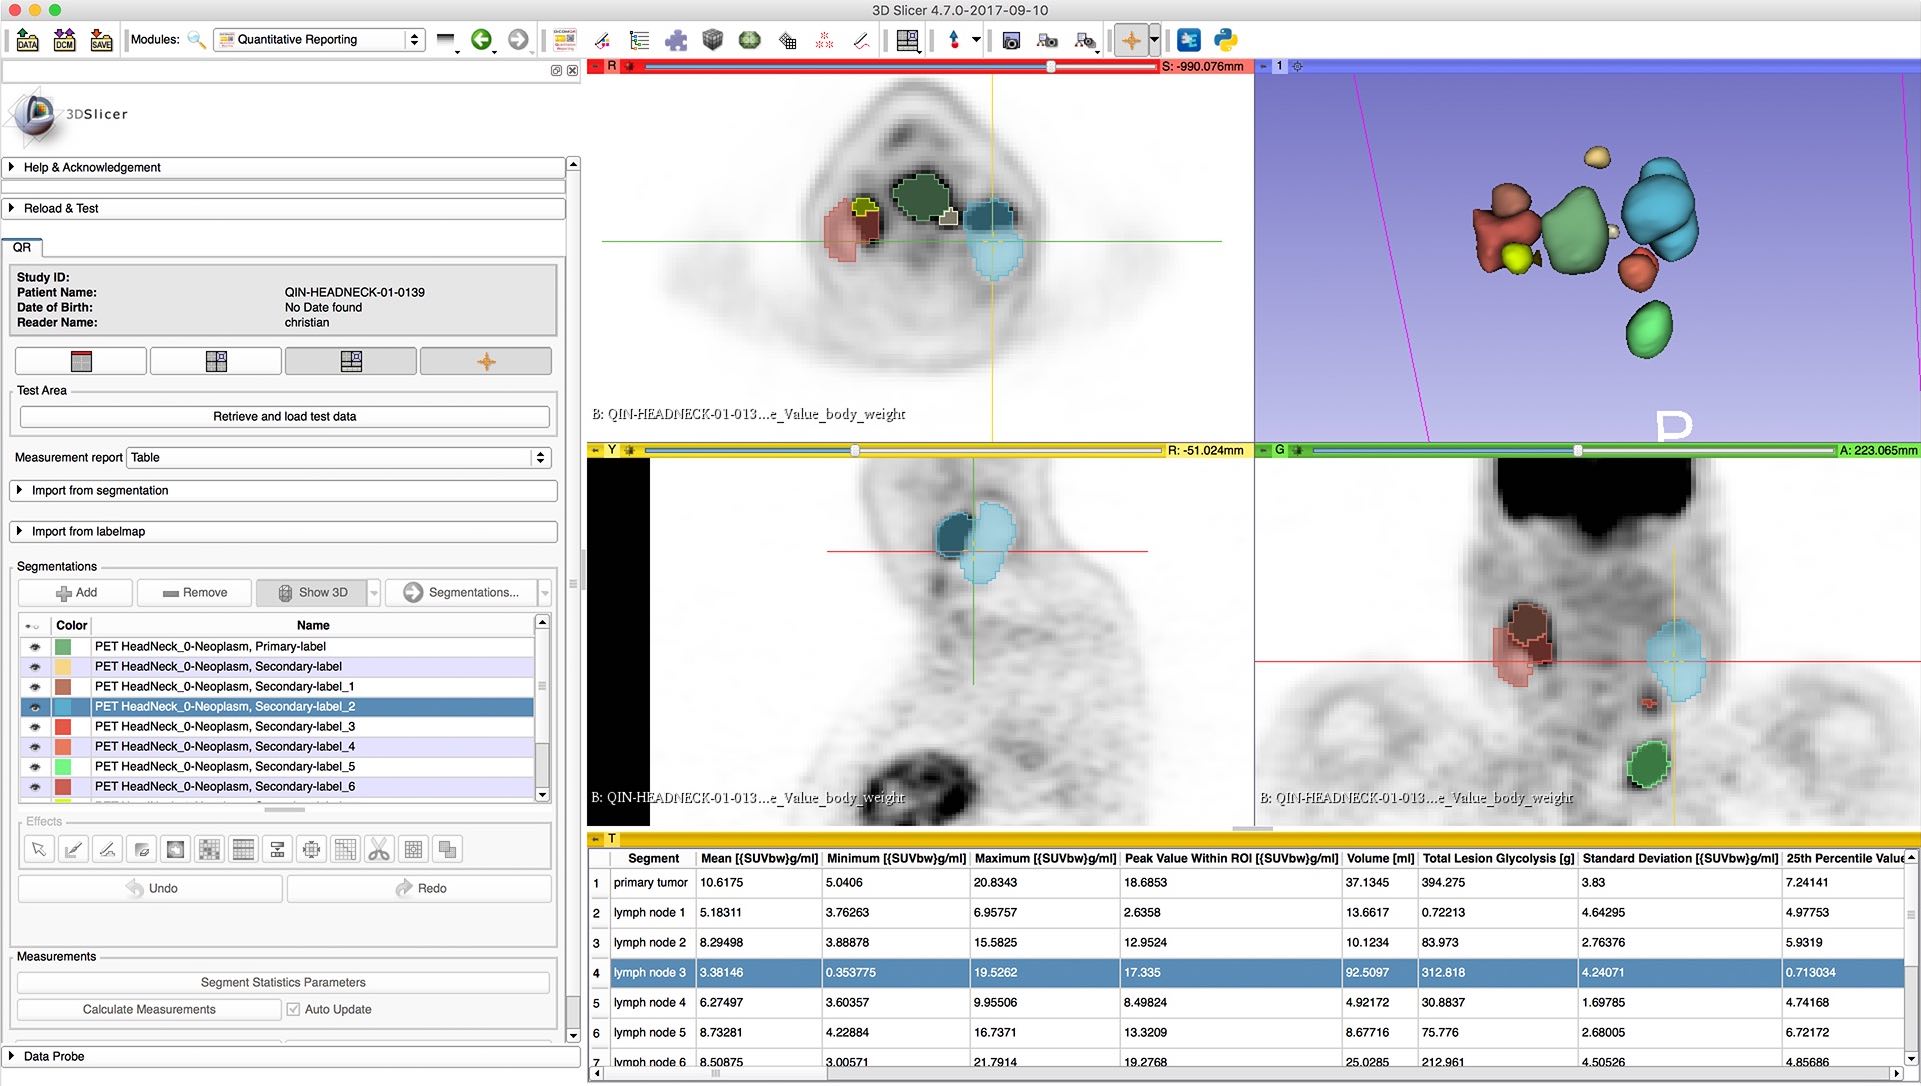 3D Slicer 4.7.0-2017-09-10
DATA DCM SAVE Modules: Quantitative Reporting
R S: -990.076mm 1
3DSlicer
Help & Acknowledgement
Reload & Test
QR
Study ID:
Patient Name: QIN-HEADNECK-01-0139
Date of Birth: No Date found
Reader Name: christian
Test Area
Retrieve and load test data
Measurement report Table
Import from segmentation
Import from labelmap
Segmentations
Add Remove Show 3D Segmentations...
Color Name
PET HeadNeck_0-Neoplasm, Primary-label
PET HeadNeck_0-Neoplasm, Secondary-label
PET HeadNeck_0-Neoplasm, Secondary-label_1
PET HeadNeck_0-Neoplasm, Secondary-label_2
PET HeadNeck_0-Neoplasm, Secondary-label_3
PET HeadNeck_0-Neoplasm, Secondary-label_4
PET HeadNeck_0-Neoplasm, Secondary-label_5
PET HeadNeck_0-Neoplasm, Secondary-label_6
Effects
Undo Redo
Measurements
Segment Statistics Parameters
Calculate Measurements Auto Update
Data Probe
B: QIN-HEADNECK-01-013...e_Value_body_weight
P
Y R: -51.024mm
G A: 223.065mm
B: QIN-HEADNECK-01-013...e_Value_body_weight
B: QIN-HEADNECK-01-013...e_Value_body_weight
T
Segment Mean [{SUVbw}g/ml] Minimum [{SUVbw}g/ml] Maximum [{SUVbw}g/ml] Peak Value Within ROI [{SUVbw}g/ml] Volume [ml] Total Lesion Glycolysis [g] Standard Deviation [{SUVbw}g/ml] 25th Percentile Value
1 primary tumor 10.6175 5.0406 20.8343 18.6853 37.1345 394.275 3.83 7.24141
2 lymph node 1 5.18311 3.76263 6.95757 2.6358 13.6617 0.72213 4.64295 4.97753
3 lymph node 2 8.29498 3.88878 15.5825 12.9524 10.1234 83.973 2.76376 5.9319
4 lymph node 3 3.38146 0.353775 19.5262 17.335 92.5097 312.818 4.24071 0.713034
5 lymph node 4 6.27497 3.60357 9.95506 8.49824 4.92172 30.8837 1.69785 4.74168
6 lymph node 5 8.73281 4.22884 16.7371 13.3209 8.67716 75.776 2.68005 6.72172
7 lymph node 6 8.50875 3.00571 21.7914 19.2768 25.0285 212.961 4.50526 4.85686